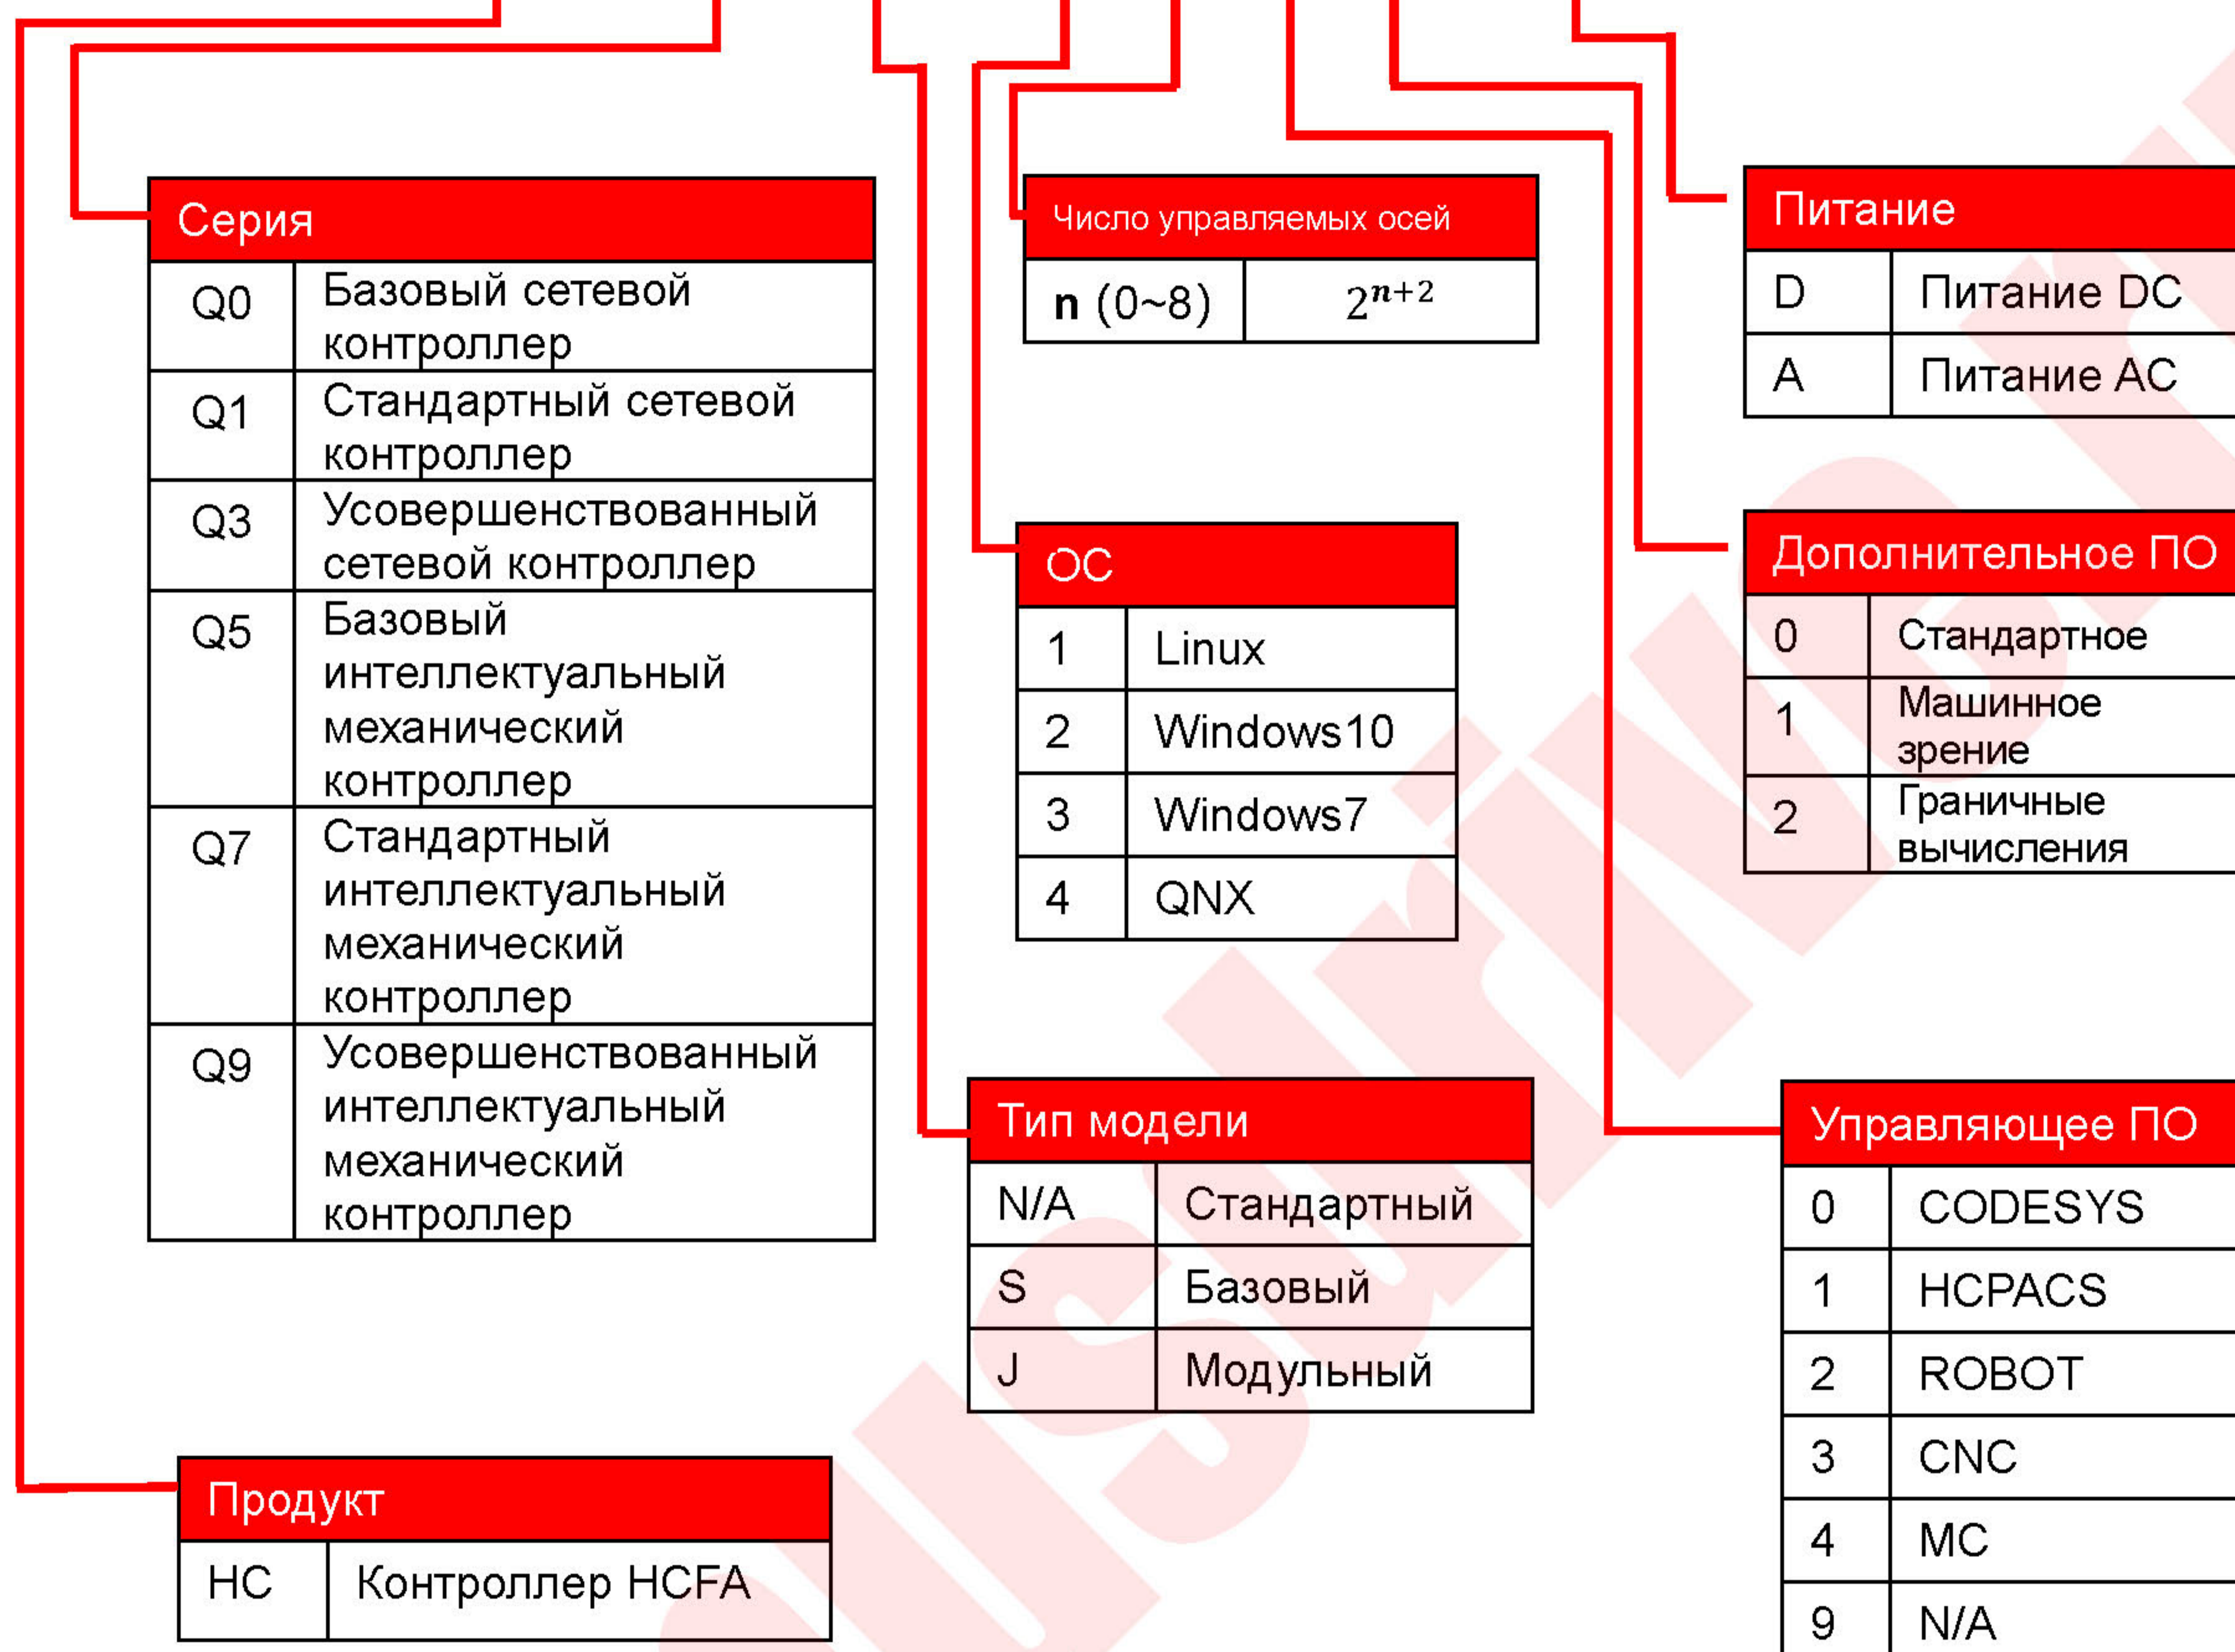 Серия
Q0 Базовый сетевой
контроллер
Q1 Стандартный сетевой
контроллер
Q3 Усовершенствованный
сетевой контроллер
Q5 Базовый
интеллектуальный
механический
контроллер
Q7 Стандартный
интеллектуальный
механический
контроллер
Q9 Усовершенствованный
интеллектуальный
механический
контроллер
Продукт
HC Контроллер HCFA
Число управляемых осей
n (0~8) 2^{n+2}
ОС
1 Linux
2 Windows10
3 Windows7
4 QNX
Тип модели
N/A Стандартный
S Базовый
J Модульный
Питание
D Питание DC
A Питание AC
Дополнительное ПО
0 Стандартное
1 Машинное
зрение
2 Граничные
вычисления
Управляющее ПО
0 CODESYS
1 HCPACS
2 ROBOT
3 CNC
4 MC
9 N/A